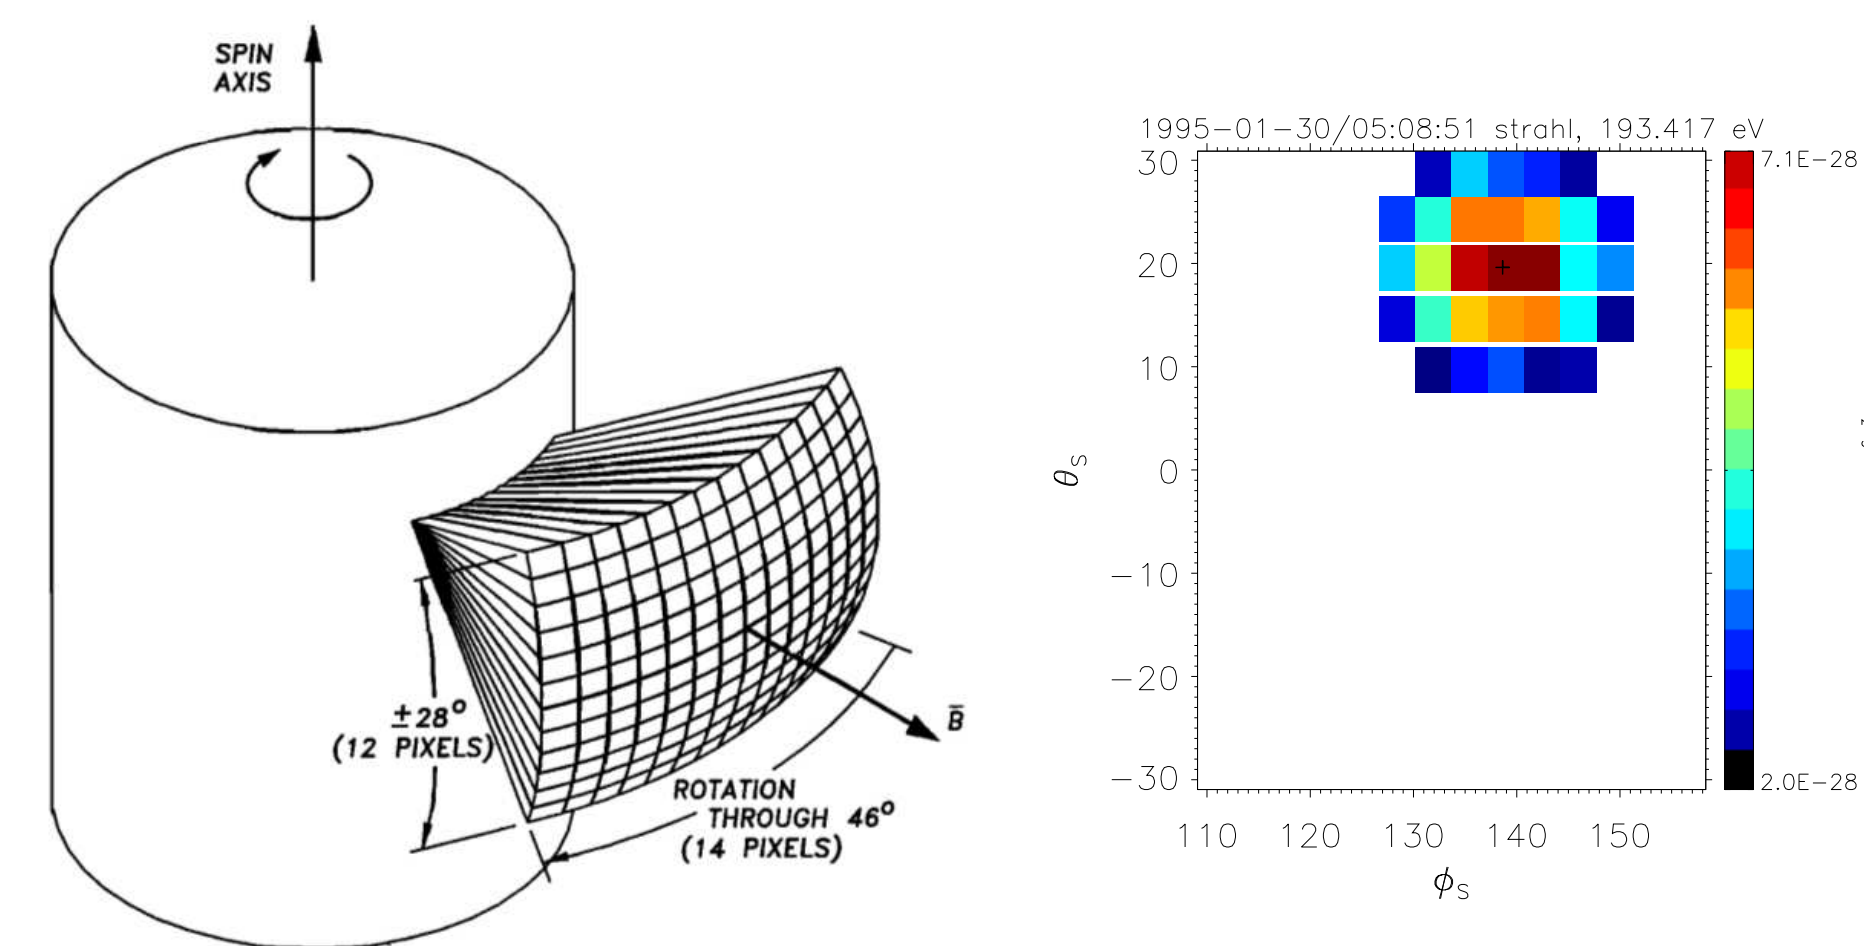 SPIN
AXIS
±28°
(12 PIXELS)
B̅
ROTATION
THROUGH 46°
(14 PIXELS)
1995-01-30/05:08:51 strahl, 193.417 eV
30
20
10
0
-10
-20
-30
θS
110 120 130 140 150
ϕS
7.1E-28
2.0E-28